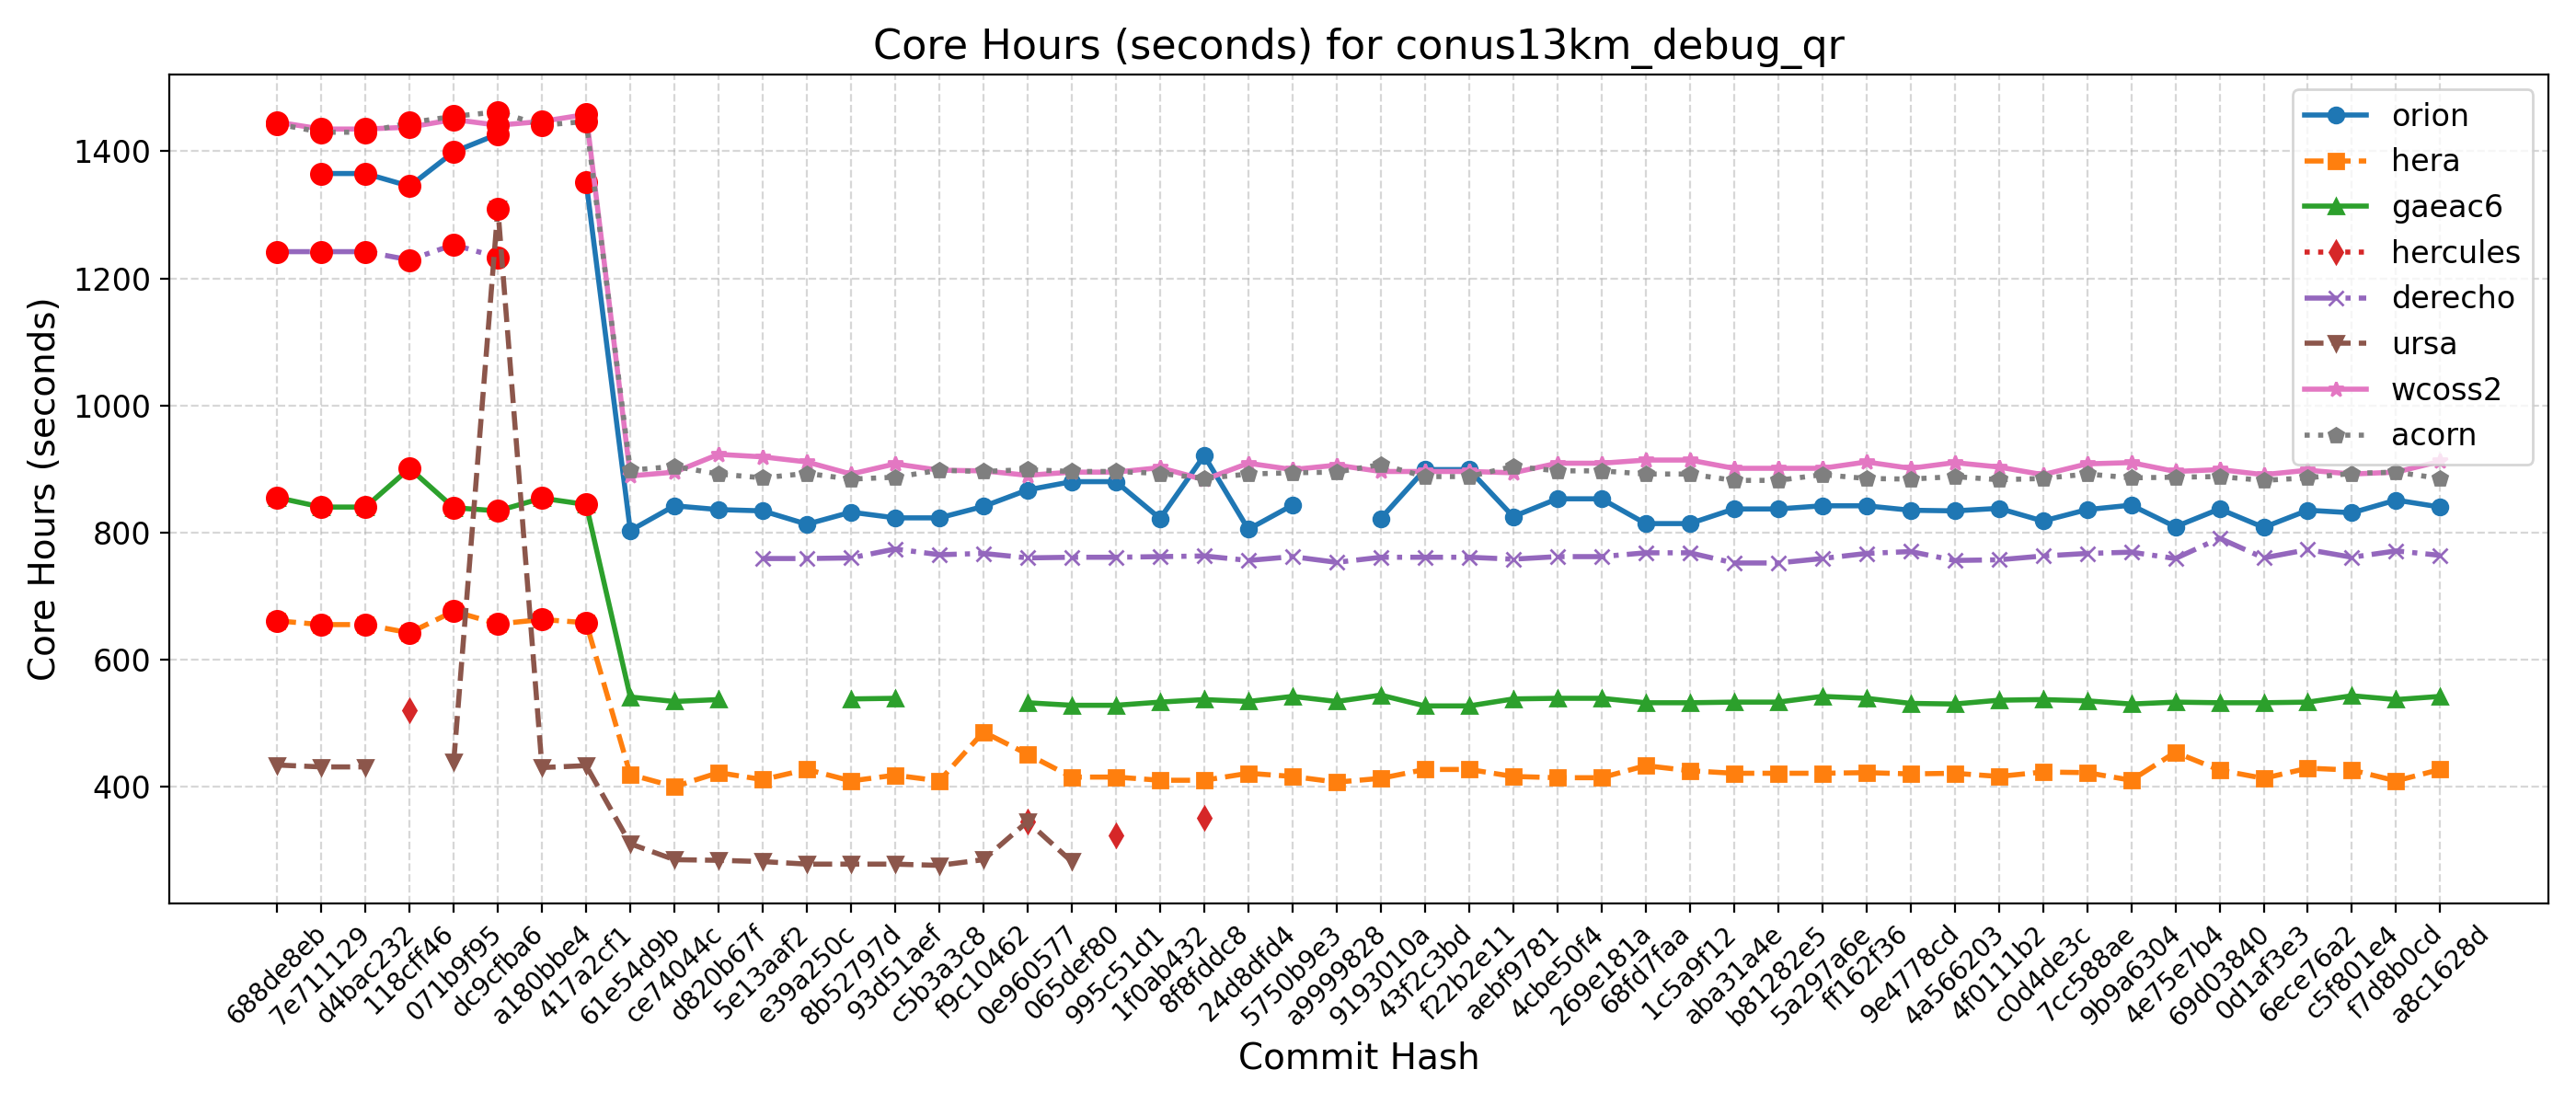 Core Hours (seconds) for conus13km_debug_qr
Core Hours (seconds)
1400
1200
1000
800
600
400
orion
hera
gaeac6
hercules
derecho
ursa
wcoss2
acorn
688de8eb
7e711129
d4bac232
118cff46
071b9f95
dc9cfba6
a180bbe4
417a2cf1
61e54d9b
ce74044c
d820b67f
5e13aaf2
e39a250c
8b52797d
93d51aef
c5b3a3c8
f9c10462
0e960577
065def80
995c51d1
1f0ab432
8f8fddc8
24d8dfd4
5750b9e3
a9999828
9193010a
43f2c3bd
f22b2e11
aebf9781
4cbe50f4
269e181a
68fd7faa
1c5a9f12
aba31a4e
b81282e5
5a297a6e
ff162f36
9e4778cd
4a566203
4f0111b2
c0d4de3c
7cc588ae
9b9a6304
4e75e7b4
69d03840
0d1af3e3
6ece76a2
c5f801e4
f7d8b0cd
a8c1628d
Commit Hash